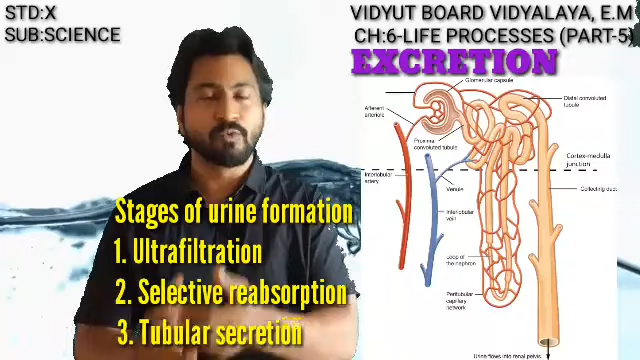 STD:X
SUB:SCIENCE
VIDYUT BOARD VIDYALAYA, E.M
CH:6-LIFE PROCESSES (PART-5)
EXCRETION
Glomerular capsule
Afferent
arteriole
Distal convoluted
tubule
Proximal
convoluted tubule
Cortex-medulla
junction
Interlobular
artery
Venule
Collecting duct
Interlobular
vein
Loop of
the nephron
Peritubular
capillary
network
Urine flows into renal pelvis
Stages of urine formation
1. Ultrafiltration
2. Selective reabsorption
3. Tubular secretion